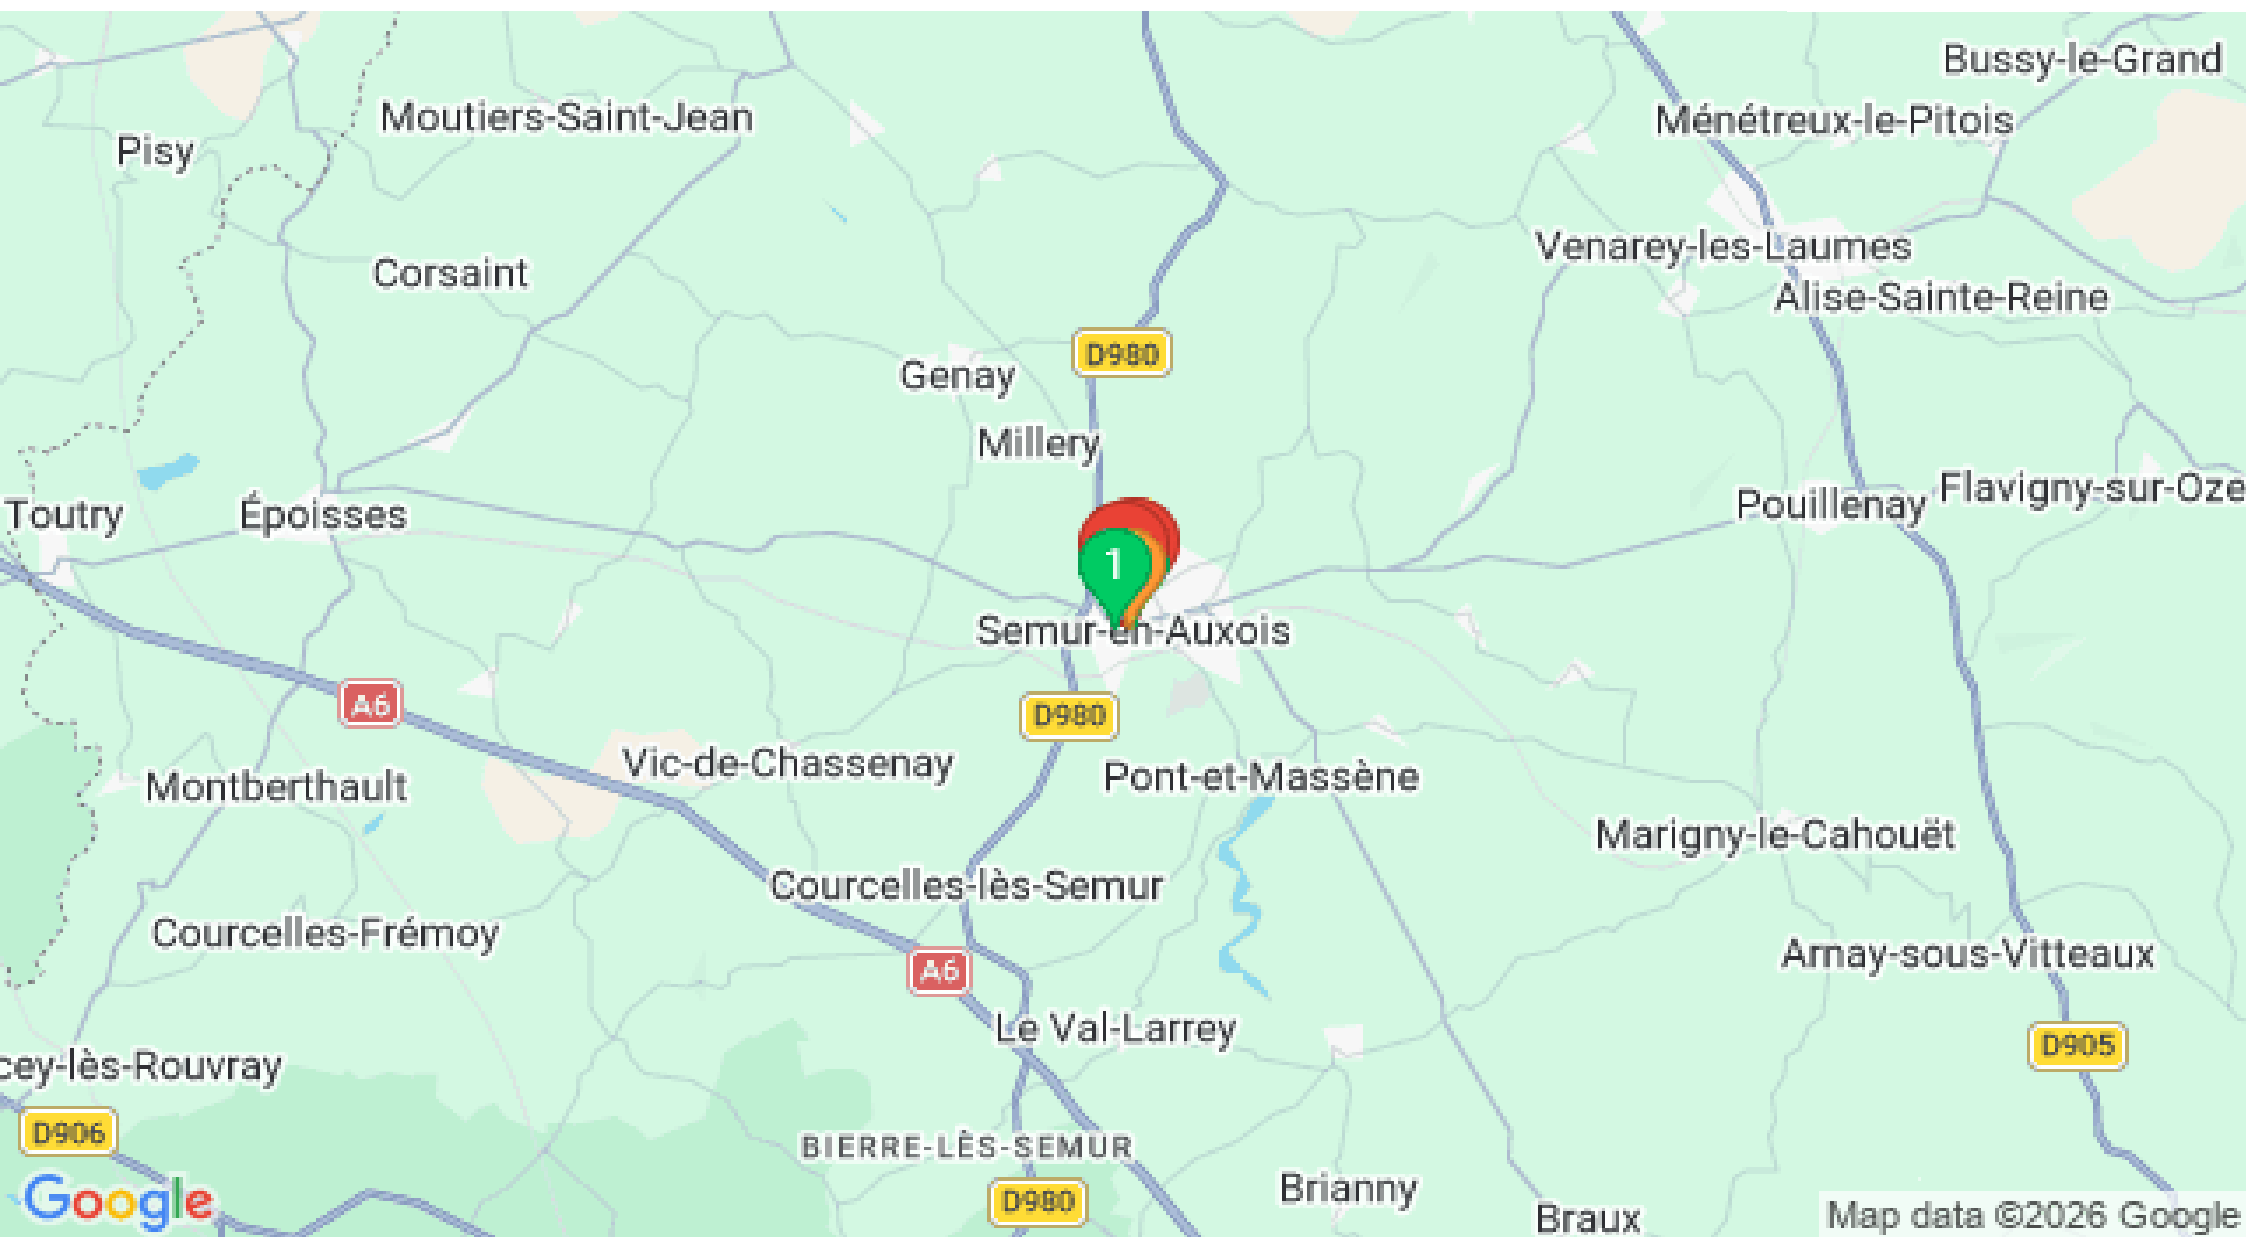 Bussy-le-Grand
Moutiers-Saint-Jean
Ménétreux-le-Pitois
Pisy
Venarey-les-Laumes
Corsaint
Alise-Sainte-Reine
D980
Genay
Millery
Flavigny-sur-Oze
Pouillenay
Toutry
Époisses
1
Semur-en-Auxois
A6
D980
Vic-de-Chassenay
Pont-et-Massène
Montberthault
Marigny-le-Cahouët
Courcelles-lès-Semur
Courcelles-Frémoy
Arnay-sous-Vitteaux
A6
Le Val-Larrey
D905
cey-lès-Rouvray
D906
BIERRE-LÈS-SEMUR
Brianny
D980
Google
Braux
Map data ©2026 Google